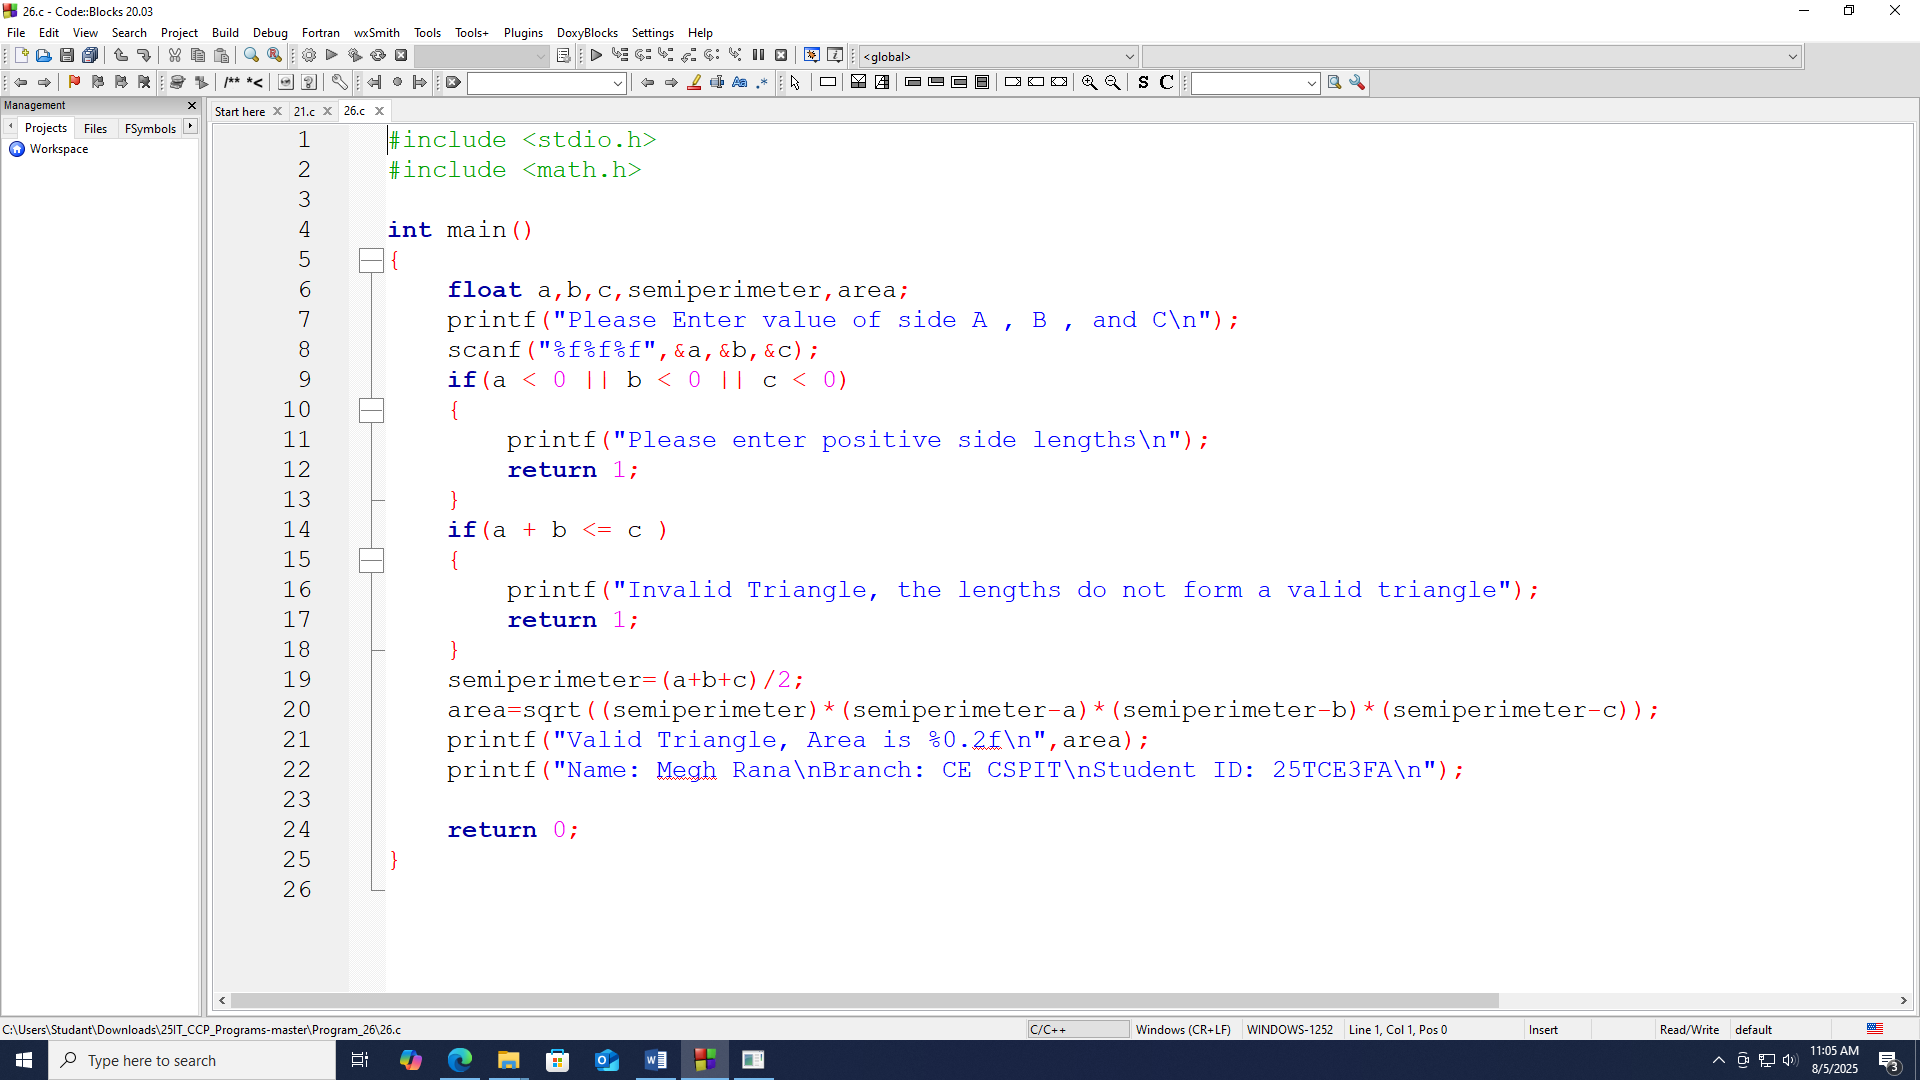 26.c - Code::Blocks 20.03
File Edit View Search Project Build Debug Fortran wxSmith Tools Tools+ Plugins DoxyBlocks Settings Help
<global>
/** *<
Aa .*
S C
Management
Projects Files FSymbols
Workspace
Start here 21.c 26.c
1 #include <stdio.h>
2 #include <math.h>
3
4 int main()
5 {
6 float a,b,c,semiperimeter,area;
7 printf("Please Enter value of side A , B , and C\n");
8 scanf("%f%f%f",&a,&b,&c);
9 if(a < 0 || b < 0 || c < 0)
10 {
11 printf("Please enter positive side lengths\n");
12 return 1;
13 }
14 if(a + b <= c )
15 {
16 printf("Invalid Triangle, the lengths do not form a valid triangle");
17 return 1;
18 }
19 semiperimeter=(a+b+c)/2;
20 area=sqrt((semiperimeter)*(semiperimeter-a)*(semiperimeter-b)*(semiperimeter-c));
21 printf("Valid Triangle, Area is %0.2f\n",area);
22 printf("Name: Megh Rana\nBranch: CE CSPIT\nStudent ID: 25TCE3FA\n");
23
24 return 0;
25 }
26
C:\Users\Studant\Downloads\25IT_CCP_Programs-master\Program_26\26.c C/C++ Windows (CR+LF) WINDOWS-1252 Line 1, Col 1, Pos 0 Insert Read/Write default
Type here to search
11:05 AM
8/5/2025
3